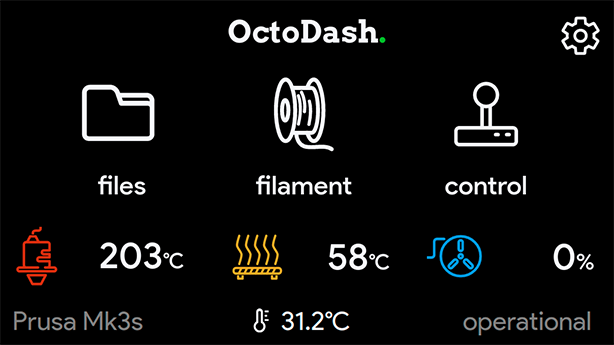 OctoDash.
files filament control
203℃ 58℃ 0%
Prusa Mk3s 31.2℃ operational